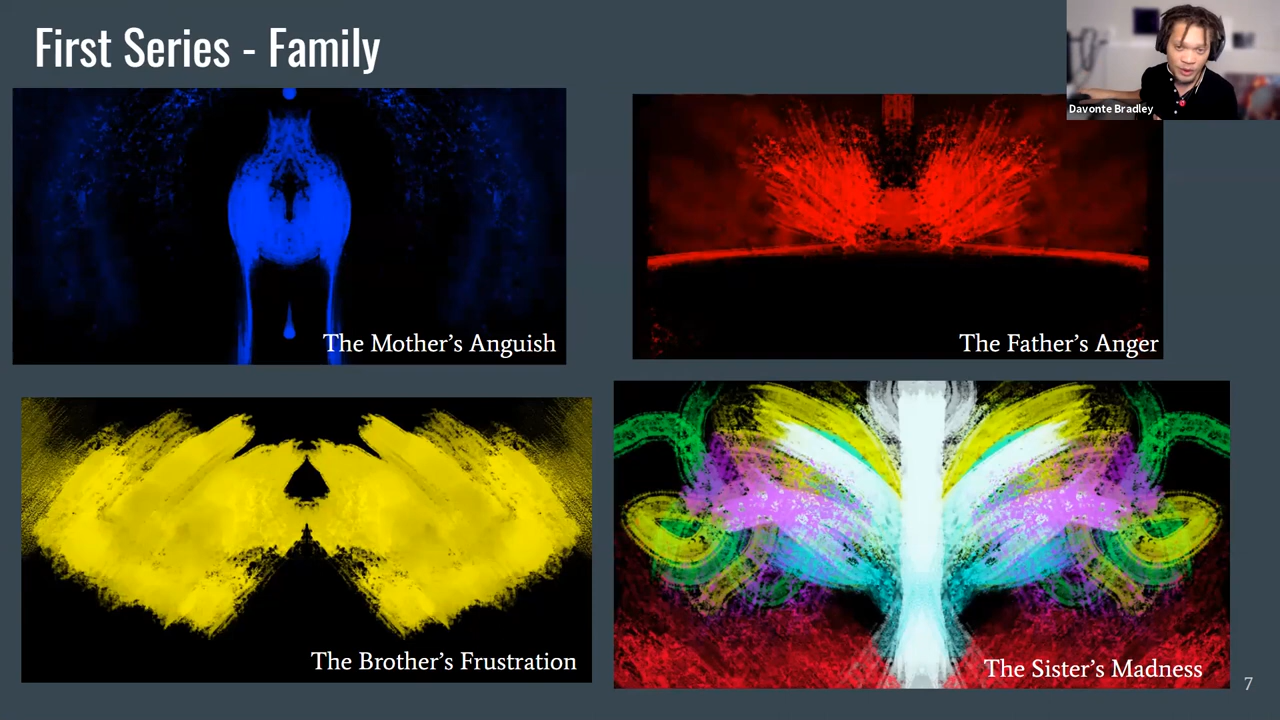 First Series - Family
Davonte Bradley
The Mother's Anguish
The Father's Anger
The Brother's Frustration
The Sister's Madness
7